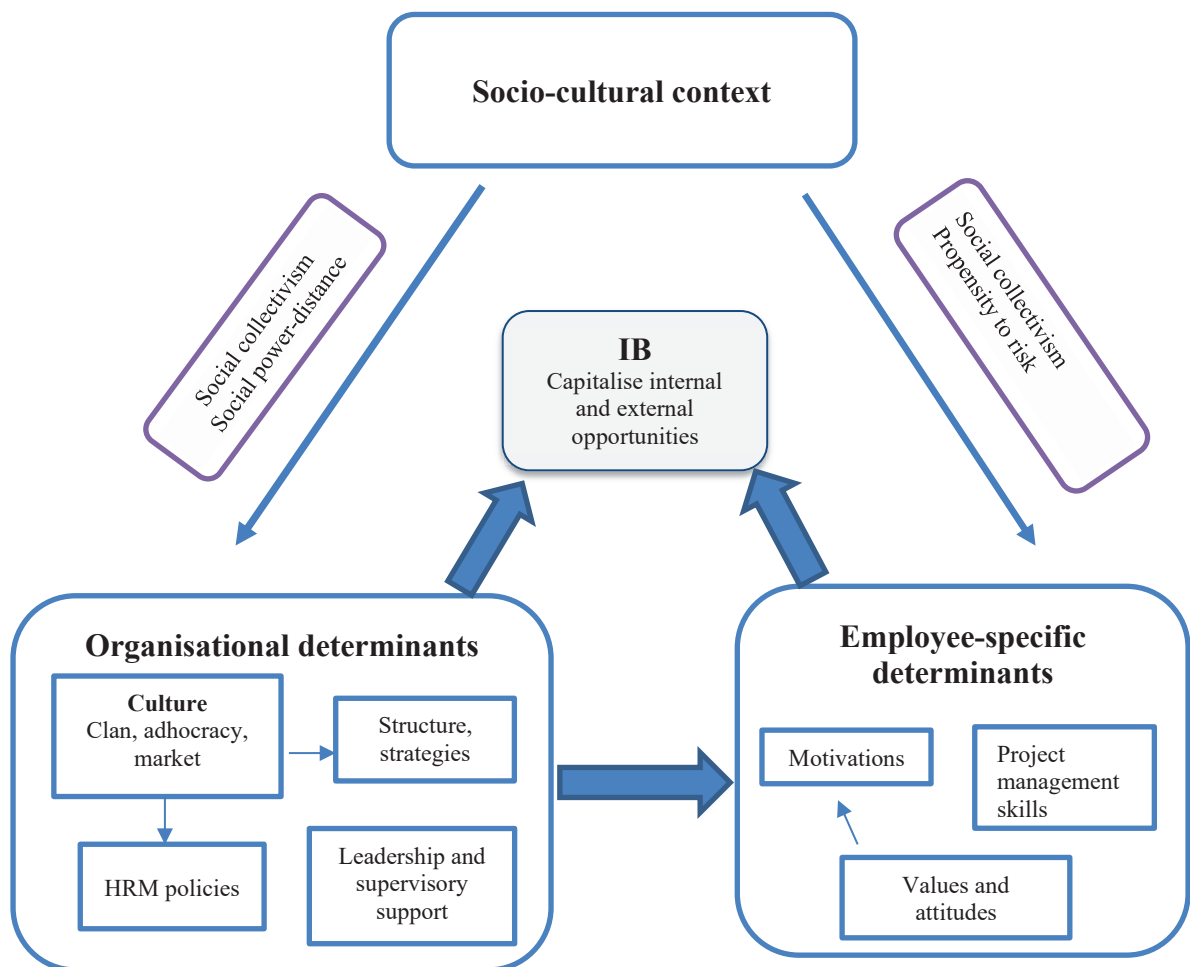 Socio-cultural context
Social collectivism
Social power-distance
Social collectivism
Propensity to risk
IB
Capitalise internal
and external
opportunities
Organisational determinants
Culture
Clan, adhocracy,
market
Structure,
strategies
HRM policies
Leadership and
supervisory
support
Employee-specific
determinants
Motivations
Project
management
skills
Values and
attitudes